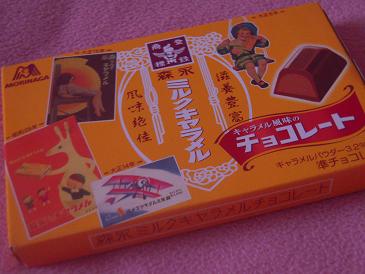 MORINAGA
森永
ミルクキャラメル
滋養豊富
風味絶佳
キャラメル風味の
チョコレート
キャラメルパウダー3.2%
準チョコレ
森永ミルクキャラメルチョコレート